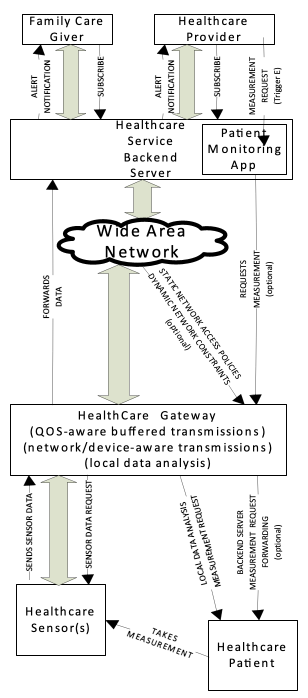 Family Care
Giver
Healthcare
Provider
ALERT
NOTIFICATION
SUBSCRIBE
ALERT
NOTIFICATION
SUBSCRIBE
MEASUREMENT
REQUEST
(Trigger E)
Healthcare
Service
Backend
Server
Patient
Monitoring
App
Wide Area
Network
FORWARDS
DATA
STATIC NETWORK ACCESS POLICIES
DYNAMIC NETWORK CONSTRAINTS
(optional)
REQUESTS
MEASUREMENT
(optional)
HealthCare Gateway
(QOS-aware buffered transmissions)
(network/device-aware transmissions)
(local data analysis)
SENDS SENSOR DATA
SENSOR DATA REQUEST
LOCAL DATA ANALYSIS
MEASUREMENT REQUEST
BACKEND SERVER
MEASUREMENT REQUEST
FORWARDING
(optional)
Healthcare
Sensor(s)
TAKES
MEASUREMENT
Healthcare
Patient